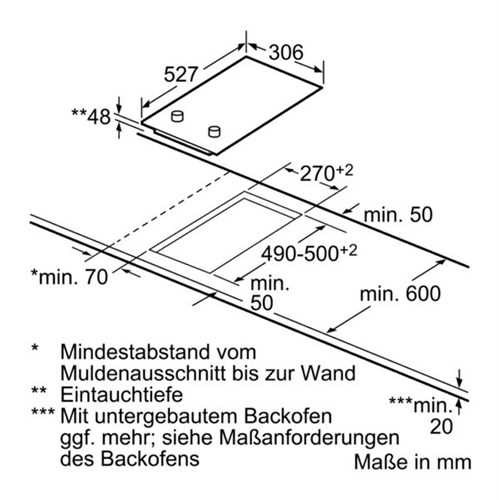 306
527
**48
270+2
min. 50
490-500+2
*min. 70
min.
50
min. 600
* Mindestabstand vom
Muldenausschnitt bis zur Wand
** Eintauchtiefe
*** Mit untergebautem Backofen
ggf. mehr; siehe Maßanforderungen
des Backofens
***min.
20
Maße in mm